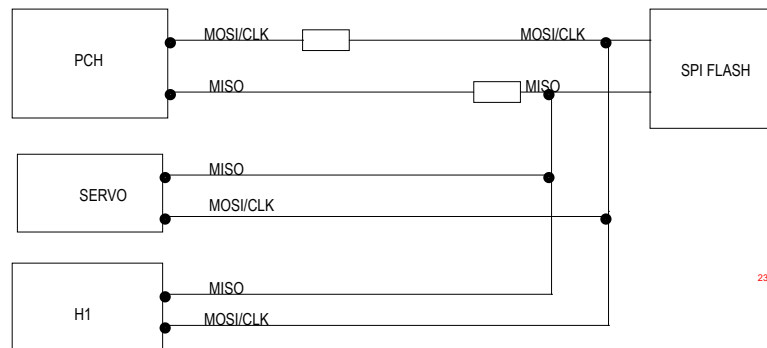 MOSI/CLK MOSI/CLK
PCH
SPI FLASH
MISO MISO
MISO
SERVO
MOSI/CLK
23
MISO
H1
MOSI/CLK